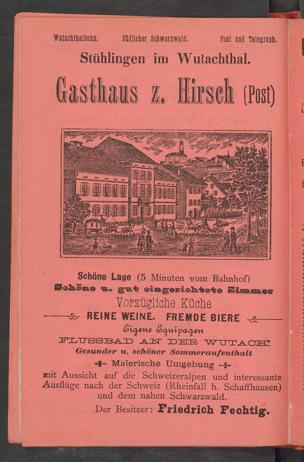 Wutachthalbahn. Südlicher Schwarzwald. Post und Telegraph.
Stühlingen im Wutachthal.
Gasthaus z. Hirsch (Post)
Schöne Lage (5 Minuten vom Bahnhof)
Schöne u. gut eingerichtete Zimmer
Vorzügliche Küche
REINE WEINE. FREMDE BIERE
Eigene Equipagen
FLUSSBAD AN DER WUTACH
Gesunder u. schöner Sommeraufenthalt
Malerische Umgebung
mit Aussicht auf die Schweizeralpen und interessante
Ausflüge nach der Schweiz (Rheinfall b. Schaffhausen)
und dem nahen Schwarzwald.
Der Besitzer: Friedrich Fechtig.